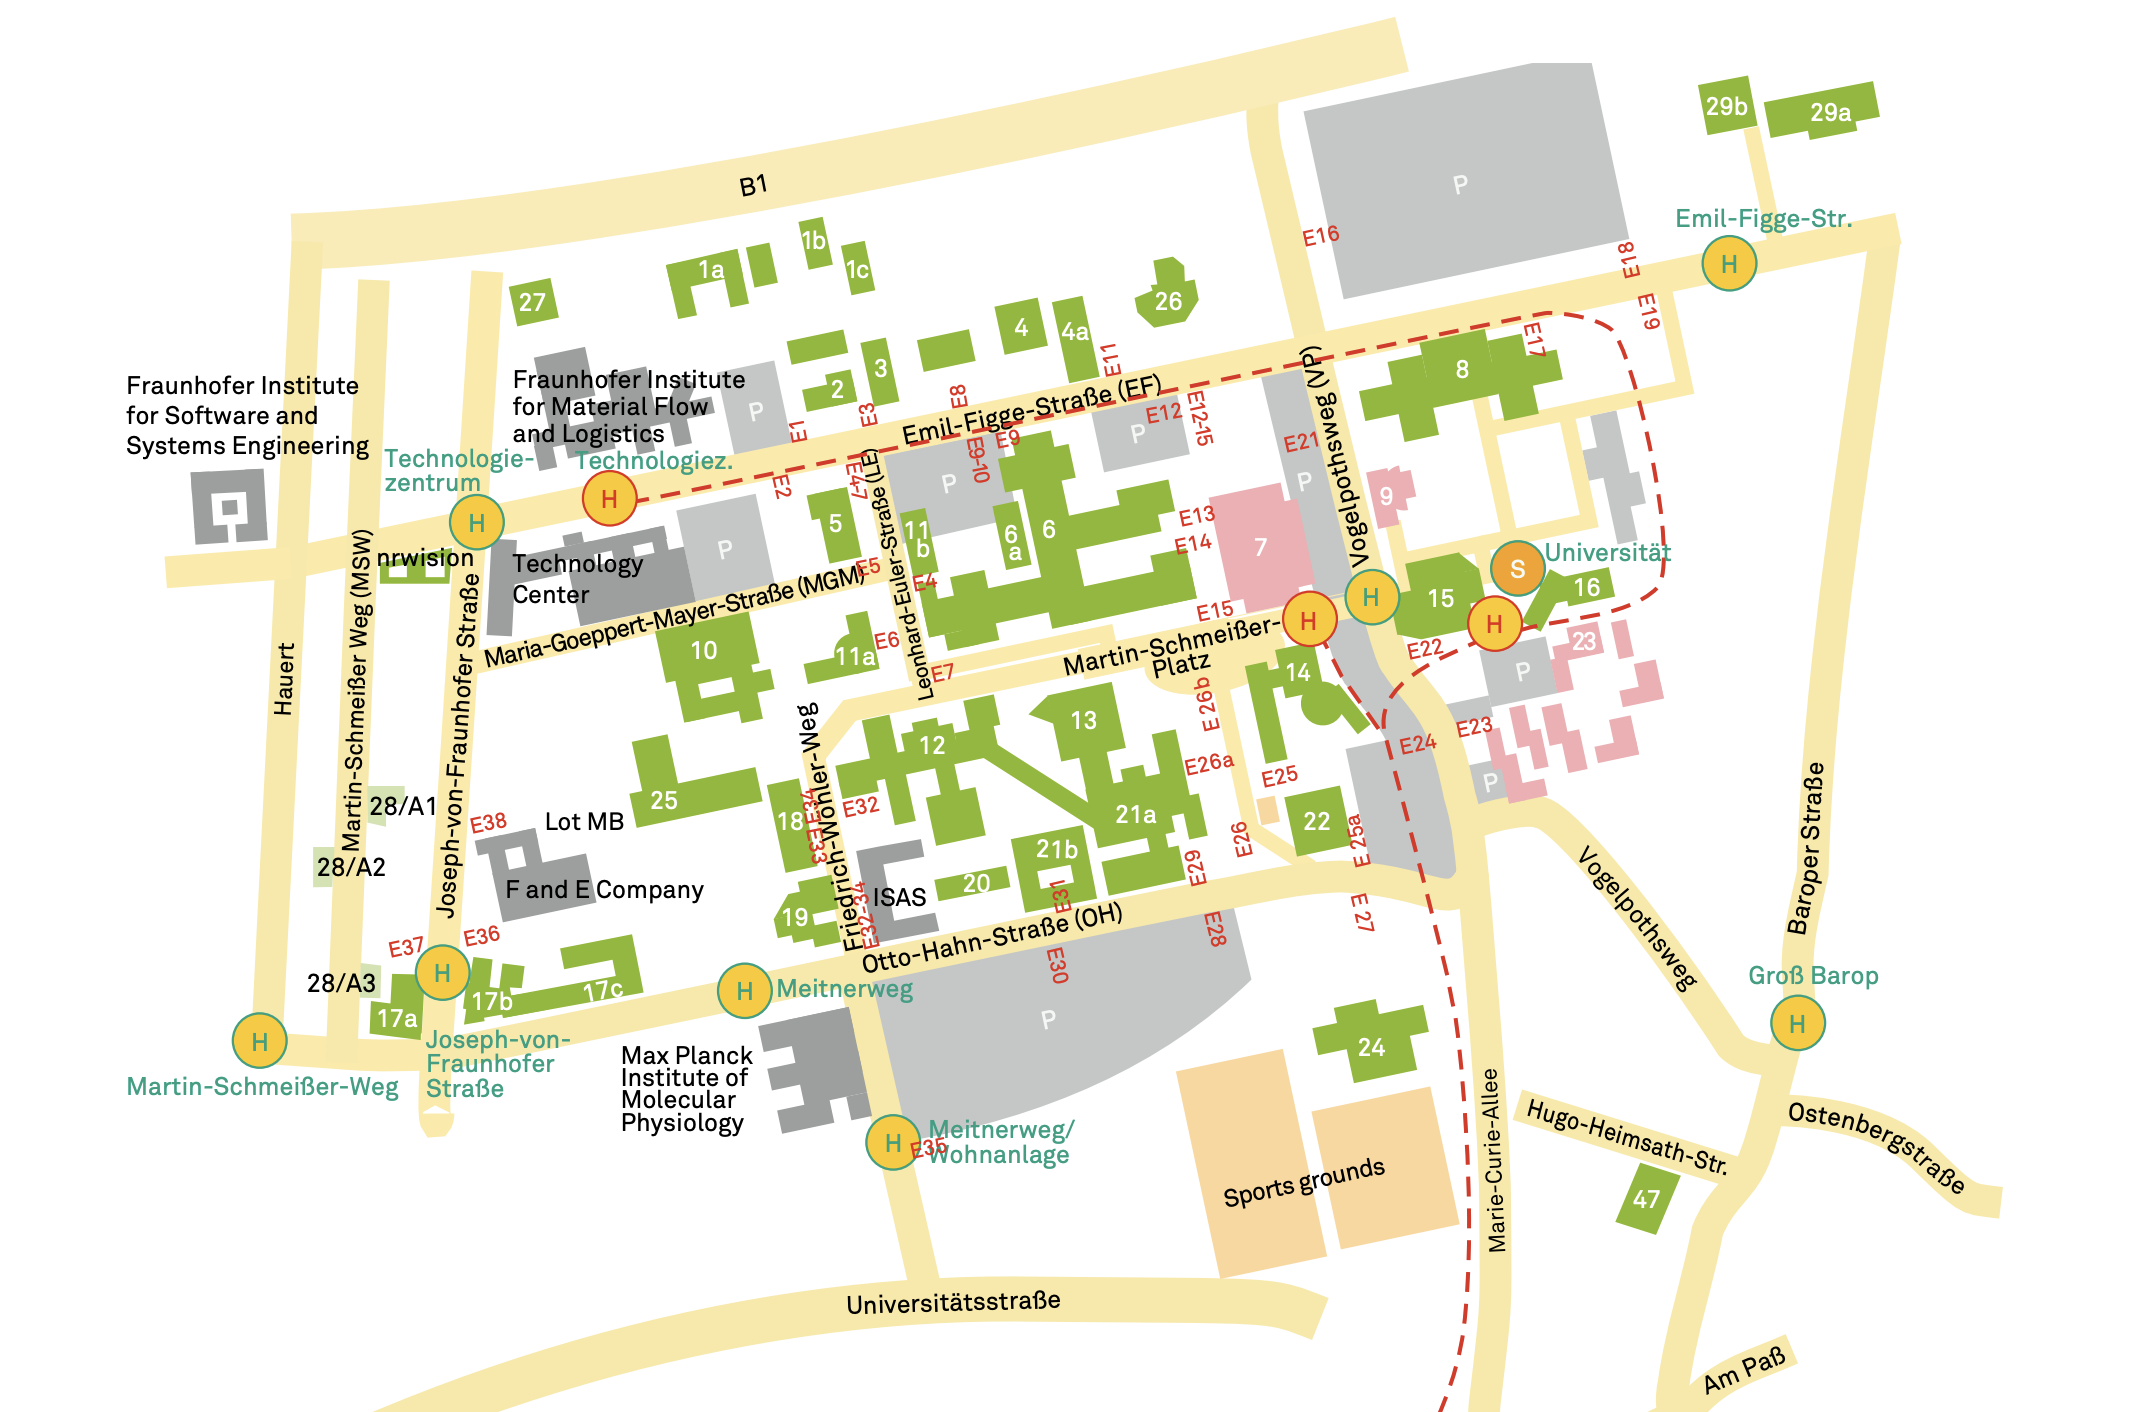 B1
29b
29a
Emil-Figge-Str.
H
P
E16
E18
E19
1b
1a
1c
27
26
4
4a
3
2
E11
E17
8
Fraunhofer Institute
for Software and
Systems Engineering
Fraunhofer Institute
for Material Flow
and Logistics
P
E1
E3
E8
Emil-Figge-Straße (EF)
E12
E12-15
P
E9
E9-10
P
E21
P
Vogelpothsweg (VP)
9
Technologie-
zentrum
H
Technologiez.
H
E2
E4-7
Leonhard-Euler-Straße (LE)
5
11
b
6
a
6
E13
E14
7
P
nrwision
Technology
Center
E5
E4
Maria-Goeppert-Mayer-Straße (MGM)
Universität
S
H
15
16
H
H
E15
E22
23
P
Hauert
Martin-Schmeißer Weg (MSW)
Joseph-von-Fraunhofer Straße
10
11a
E6
E7
Martin-Schmeißer-
Platz
14
E 26b
13
12
E23
E24
P
25
18
Friedrich-Wöhler-Weg
E33
E34
E32
E26a
E25
21a
22
E 25a
E26
28/A1
28/A2
E38
Lot MB
F and E Company
21b
20
ISAS
19
E32-34
E31
E29
Otto-Hahn-Straße (OH)
E28
E 27
E30
Vogelpothsweg
Baroper Straße
E37
E36
28/A3
H
17a
17b
17c
H
Meitnerweg
P
Groß Barop
H
H
Martin-Schmeißer-Weg
Joseph-von-
Fraunhofer
Straße
Max Planck
Institute of
Molecular
Physiology
24
H
E35
Meitnerweg/
Wohnanlage
Sports grounds
Marie-Curie-Allee
Hugo-Heimsath-Str.
Ostenbergstraße
47
Universitätsstraße
Am Paß